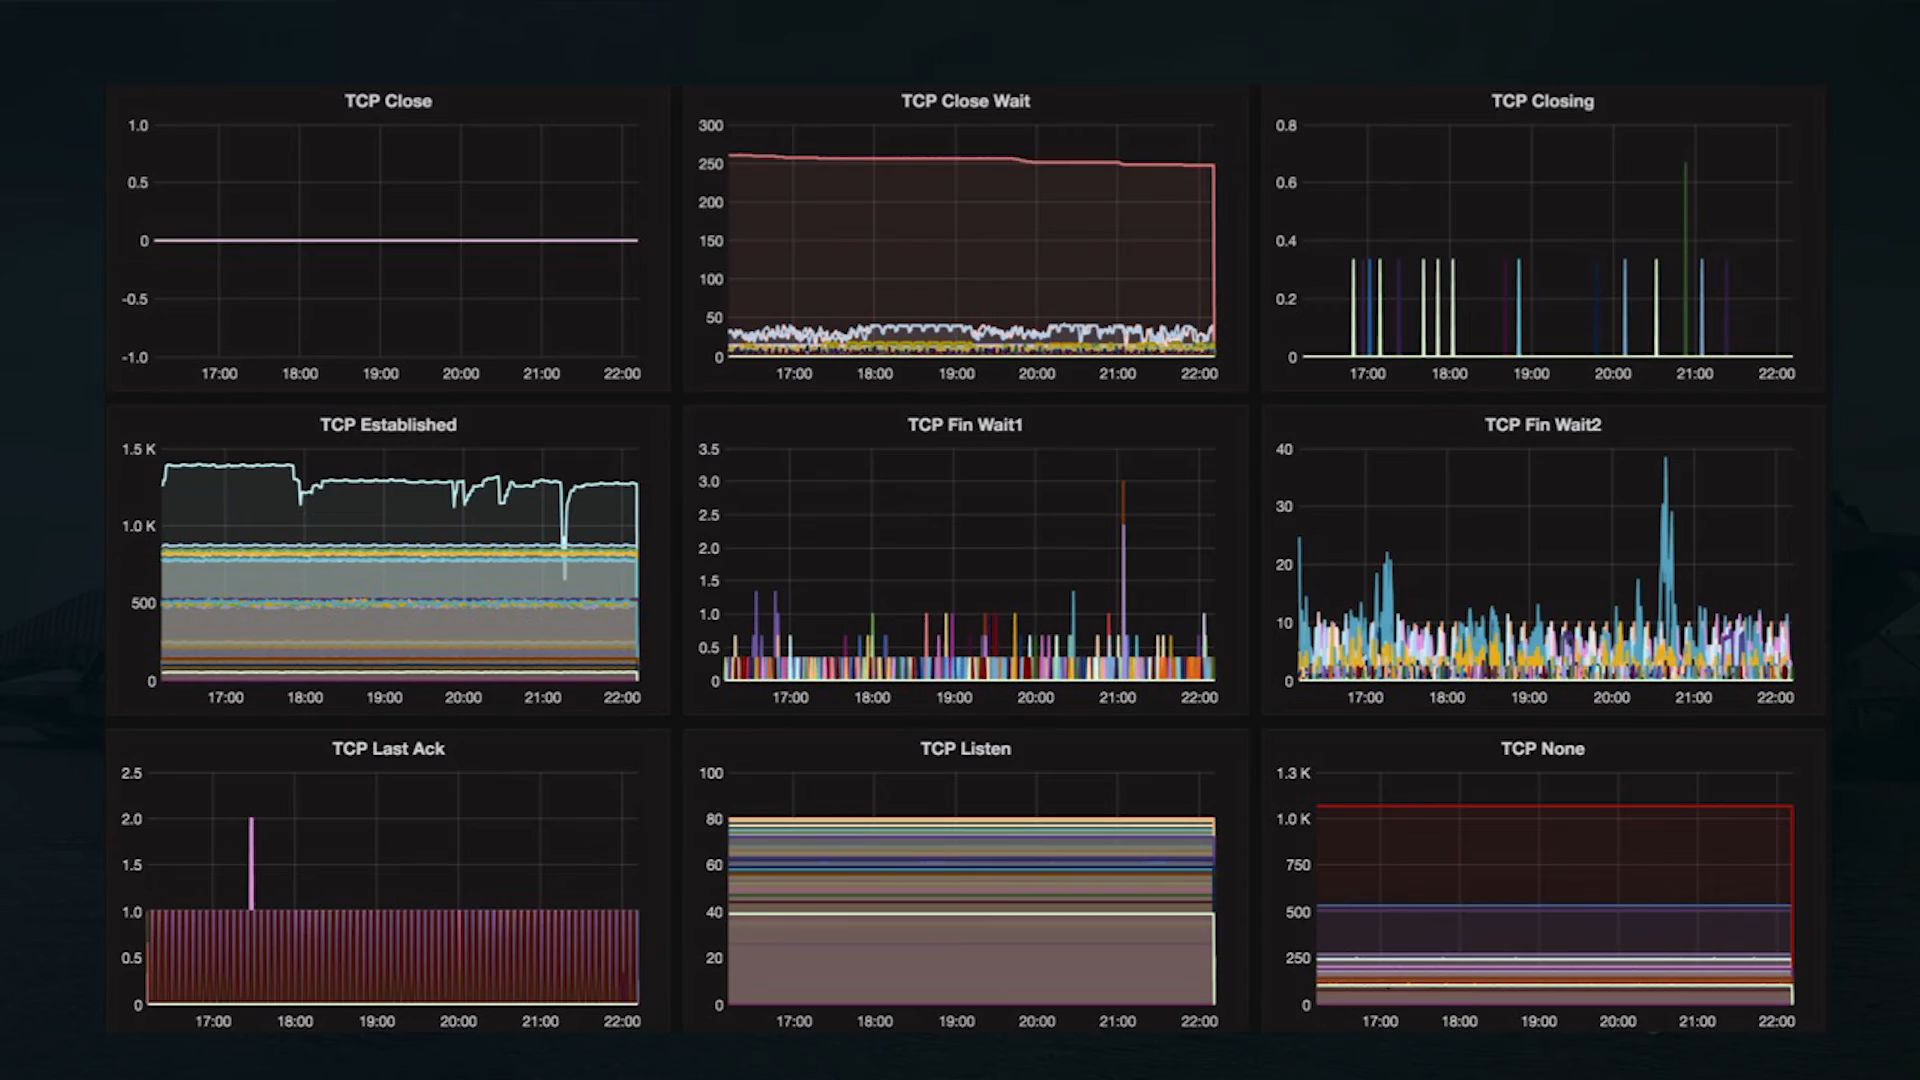 TCP Close
1.0
0.5
0
-0.5
-1.0
17:00 18:00 19:00 20:00 21:00 22:00
TCP Close Wait
300
250
200
150
100
50
0
17:00 18:00 19:00 20:00 21:00 22:00
TCP Closing
0.8
0.6
0.4
0.2
0
17:00 18:00 19:00 20:00 21:00 22:00
TCP Established
1.5 K
1.0 K
500
0
17:00 18:00 19:00 20:00 21:00 22:00
TCP Fin Wait1
3.5
3.0
2.5
2.0
1.5
1.0
0.5
0
17:00 18:00 19:00 20:00 21:00 22:00
TCP Fin Wait2
40
30
20
10
0
17:00 18:00 19:00 20:00 21:00 22:00
TCP Last Ack
2.5
2.0
1.5
1.0
0.5
0
17:00 18:00 19:00 20:00 21:00 22:00
TCP Listen
100
80
60
40
20
0
17:00 18:00 19:00 20:00 21:00 22:00
TCP None
1.3 K
1.0 K
750
500
250
0
17:00 18:00 19:00 20:00 21:00 22:00